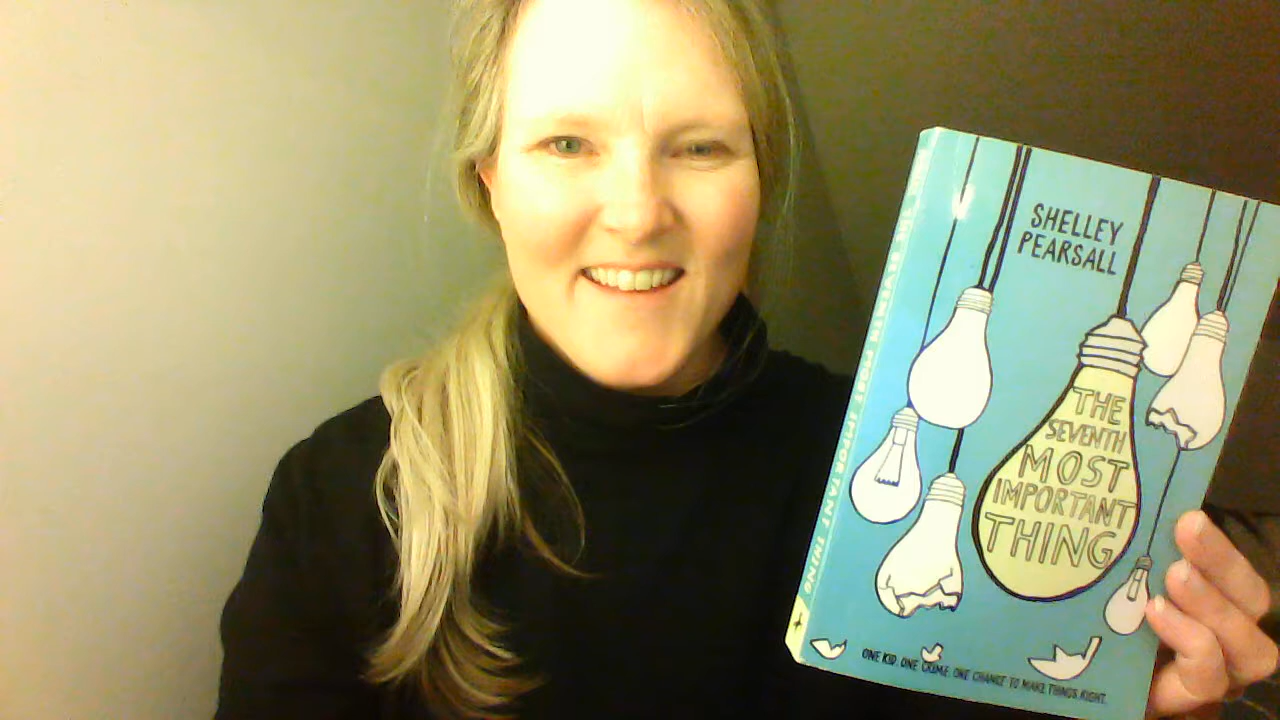 SHELLEY
PEARSALL
THE
SEVENTH
MOST
IMPORTANT
THING
ONE KID. ONE CRIME. ONE CHANCE TO MAKE THINGS RIGHT.
THE SEVENTH MOST IMPORTANT THING